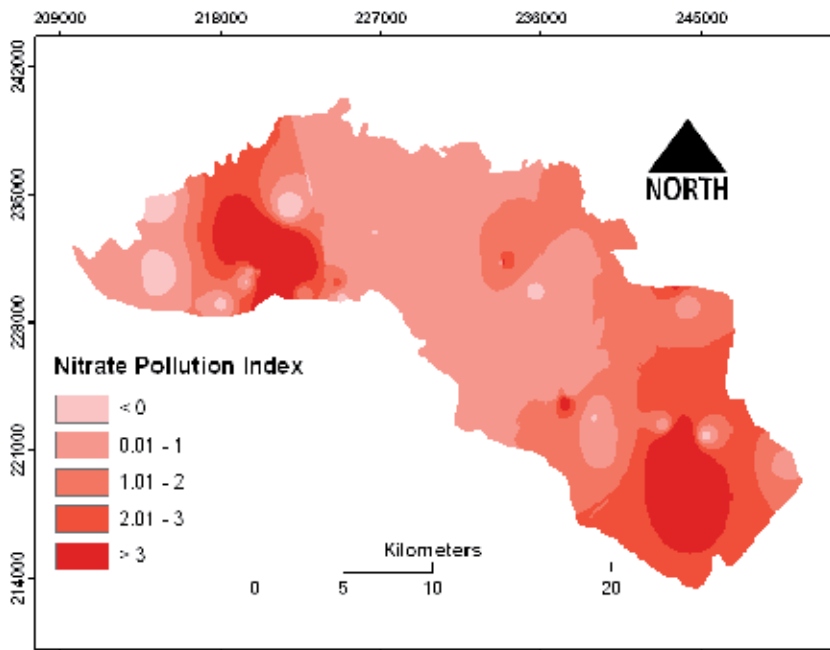 209000 218000 227000 236000 245000
242000
235000
228000
221000
214000
NORTH
Nitrate Pollution Index
< 0
0.01 - 1
1.01 - 2
2.01 - 3
> 3
Kilometers
0 5 10 20